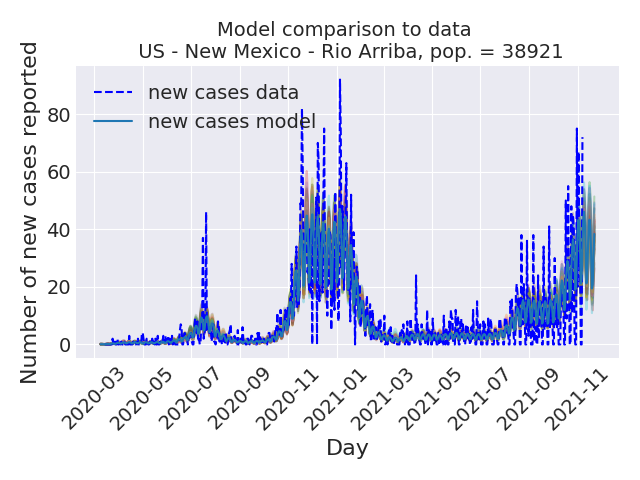 Model comparison to data
US - New Mexico - Rio Arriba, pop. = 38921
Number of new cases reported
80
60
40
20
0
new cases data
new cases model
2020-03
2020-05
2020-07
2020-09
2020-11
2021-01
2021-03
2021-05
2021-07
2021-09
2021-11
Day